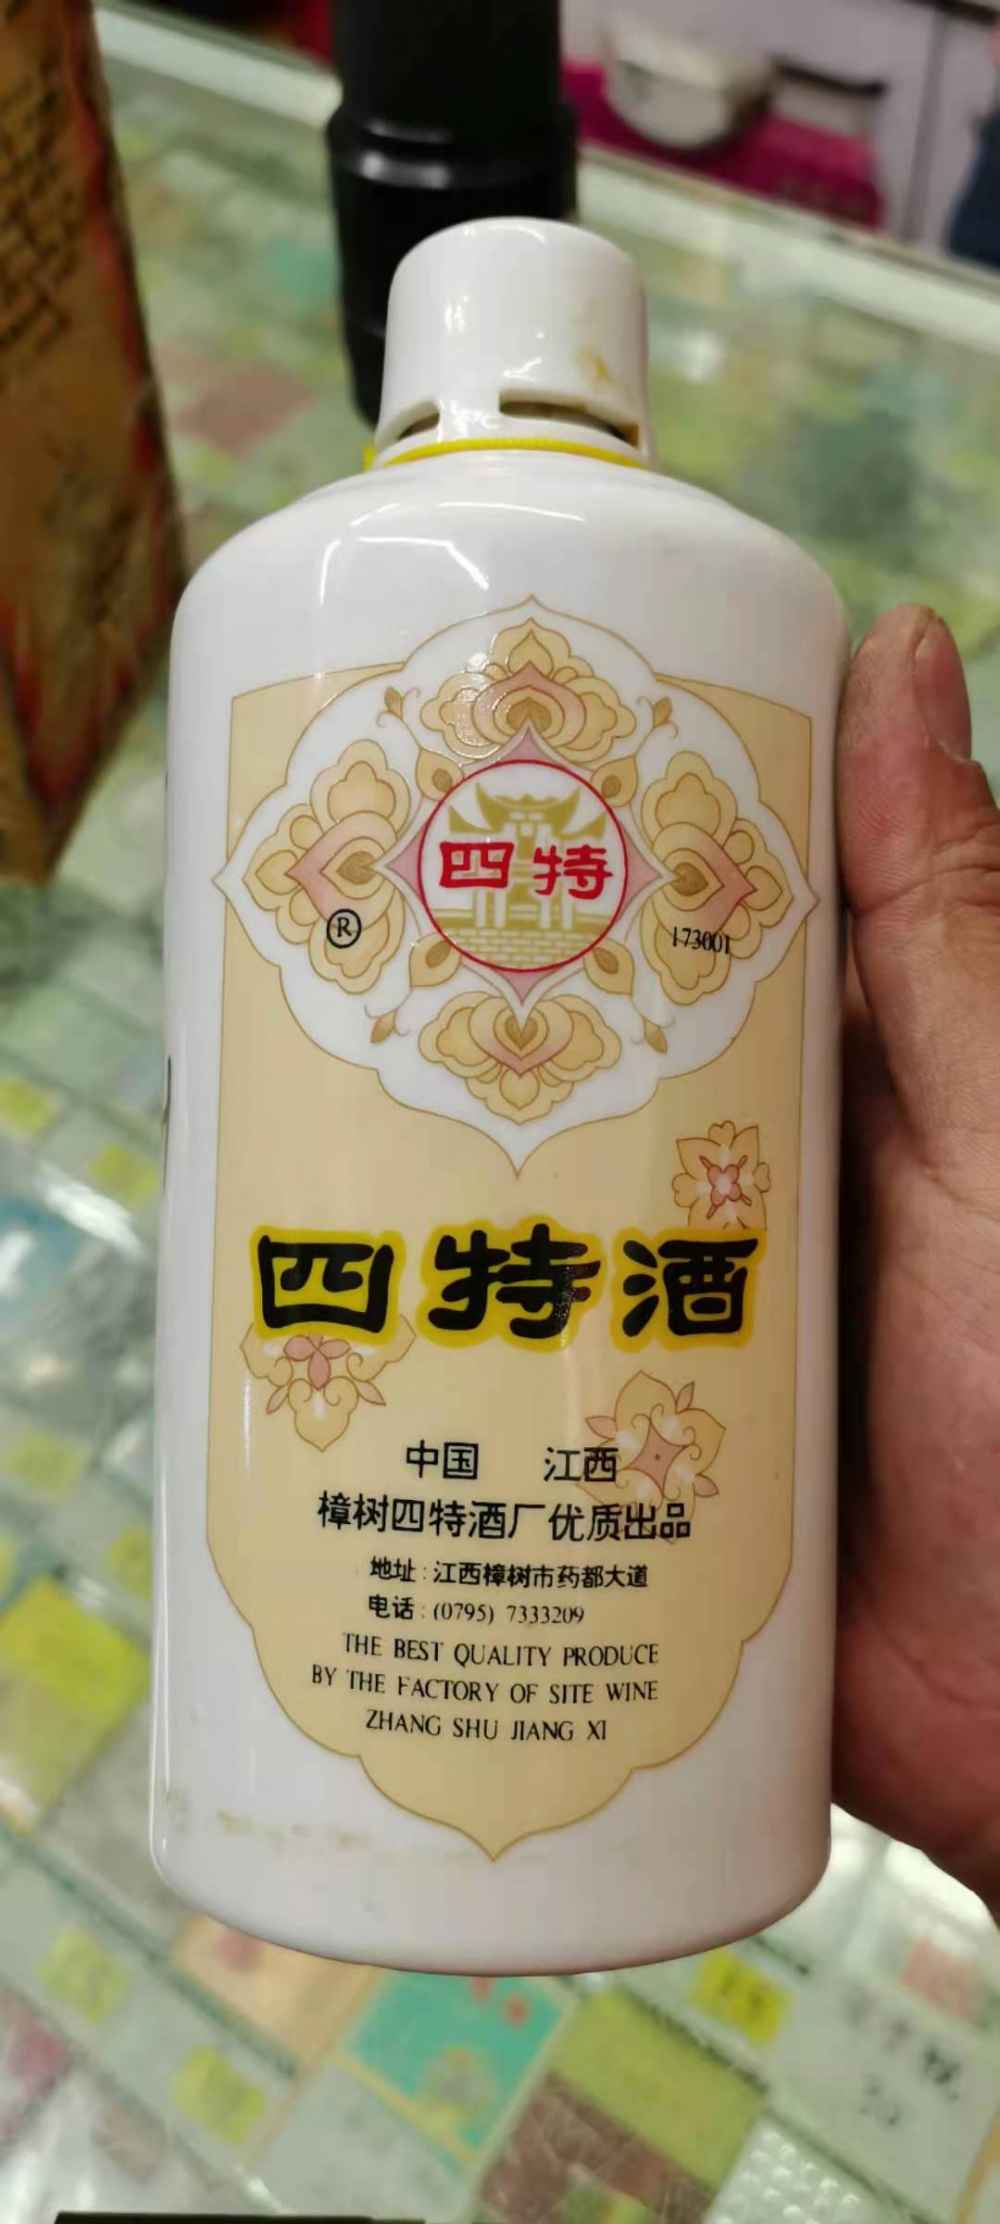 四特
®
173001
四特酒
中国 江西
樟树四特酒厂优质出品
地址:江西樟树市药都大道
电话:(0795) 7333209
THE BEST QUALITY PRODUCE
BY THE FACTORY OF SITE WINE
ZHANG SHU JIANG XI